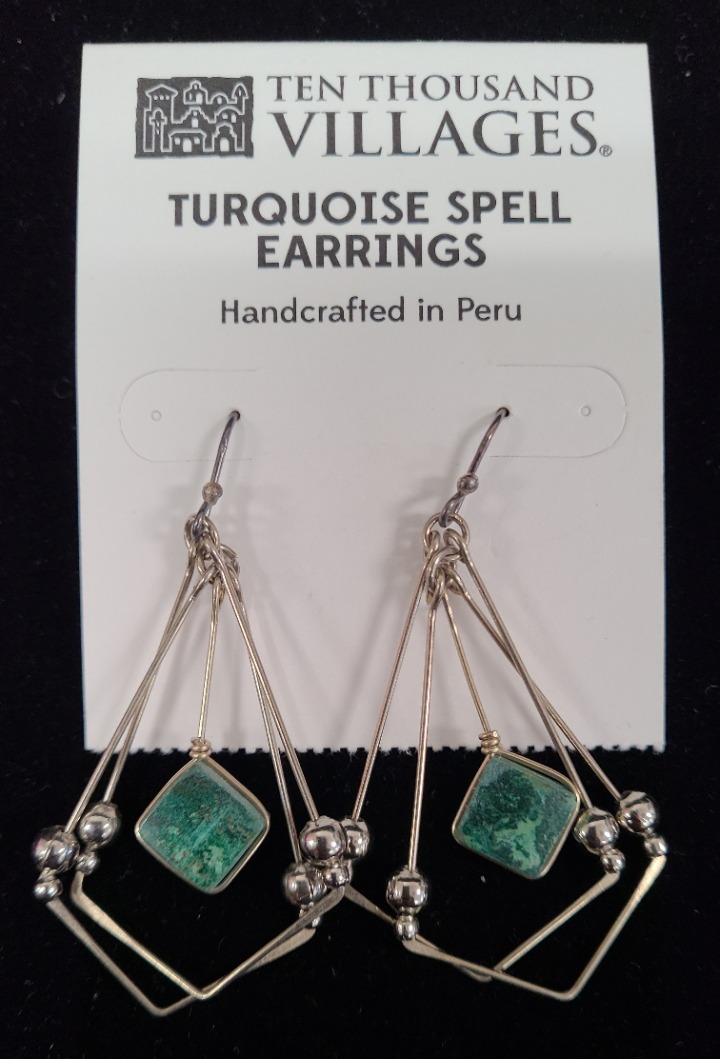 TEN THOUSAND
VILLAGES®
TURQUOISE SPELL
EARRINGS
Handcrafted in Peru